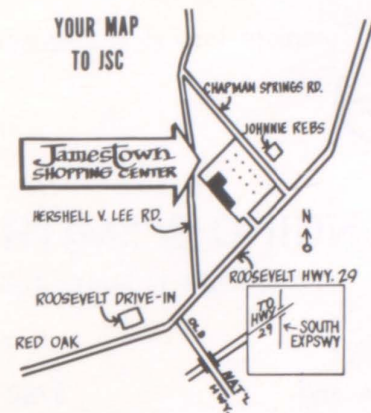 YOUR MAP
TO JSC
CHAPMAN SPRINGS RD.
JOHNNIE REBS
Jamestown
SHOPPING CENTER
HERSHELL V. LEE RD.
N
ROOSEVELT HWY. 29
ROOSEVELT DRIVE-IN
RED OAK
OLD NAT'L HWY.
TO
HWY
29
SOUTH
EXPSWY